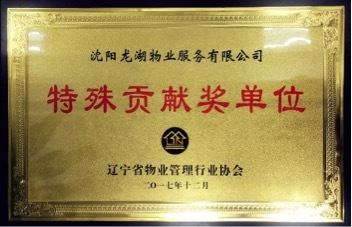 沈阳龙湖物业服务有限公司
特殊贡献奖单位
辽宁省物业管理行业协会
二〇一七年十二月